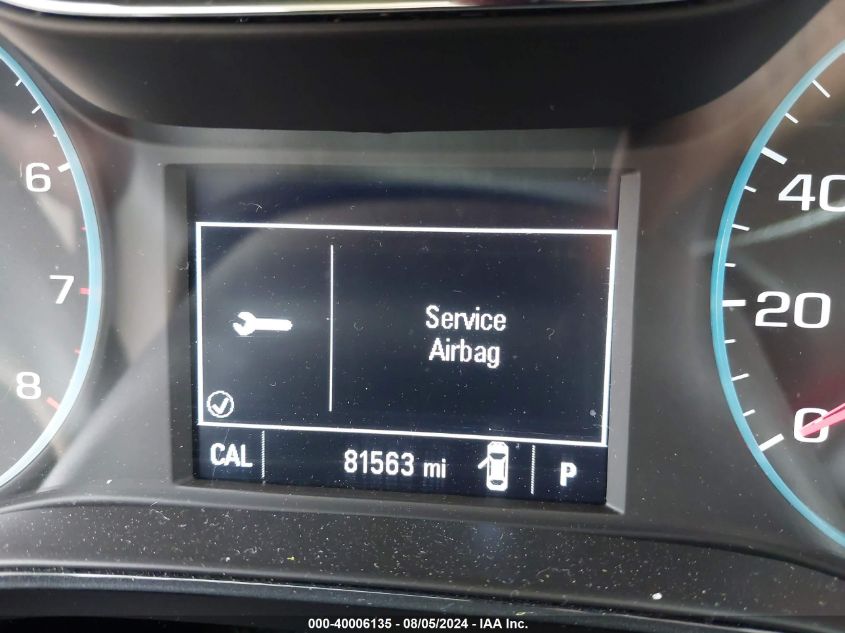 6
7
8
Service
Airbag
CAL
81563 mi
P
40
20
0
000-40006135 - 08/05/2024 - IAA Inc.